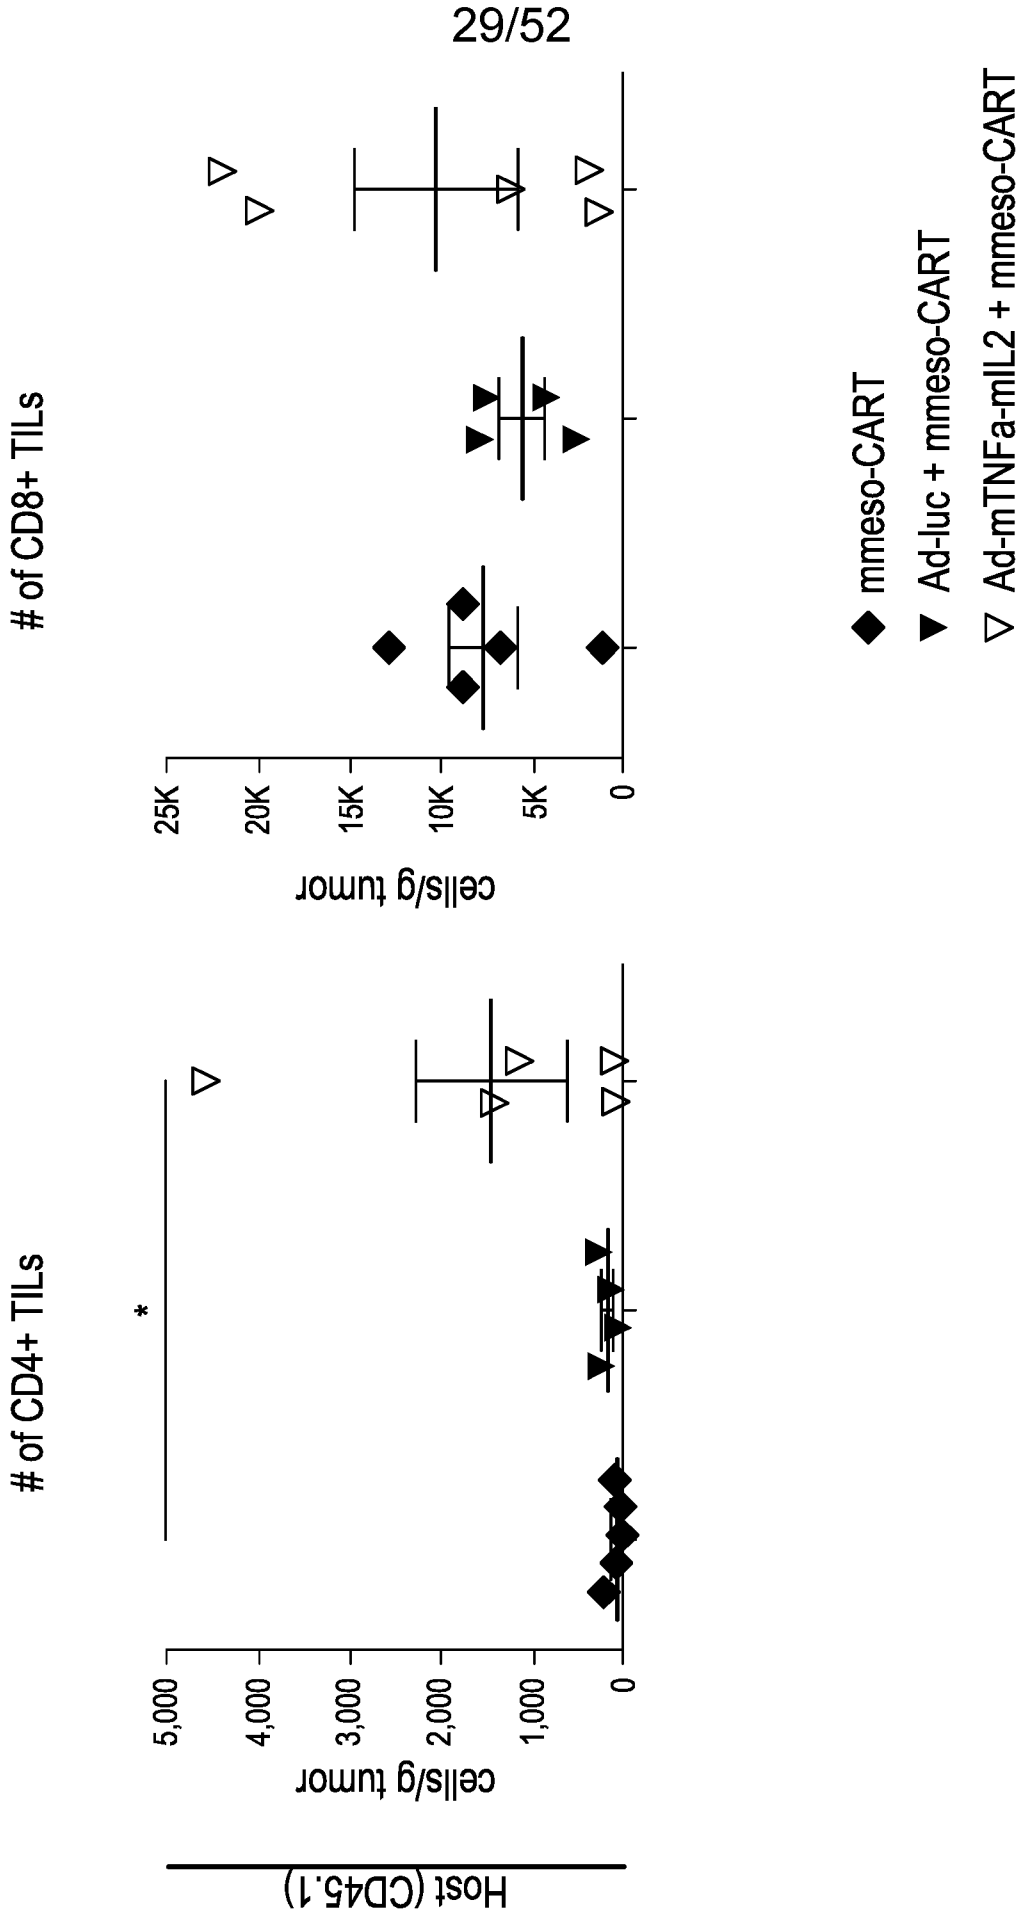 29/52
# of CD4+ TILs
*
Host (CD45.1)
cells/g tumor
5,000
4,000
3,000
2,000
1,000
0
# of CD8+ TILs
cells/g tumor
25K
20K
15K
10K
5K
0
mmeso-CART
Ad-luc + mmeso-CART
Ad-mTNFa-mIL2 + mmeso-CART